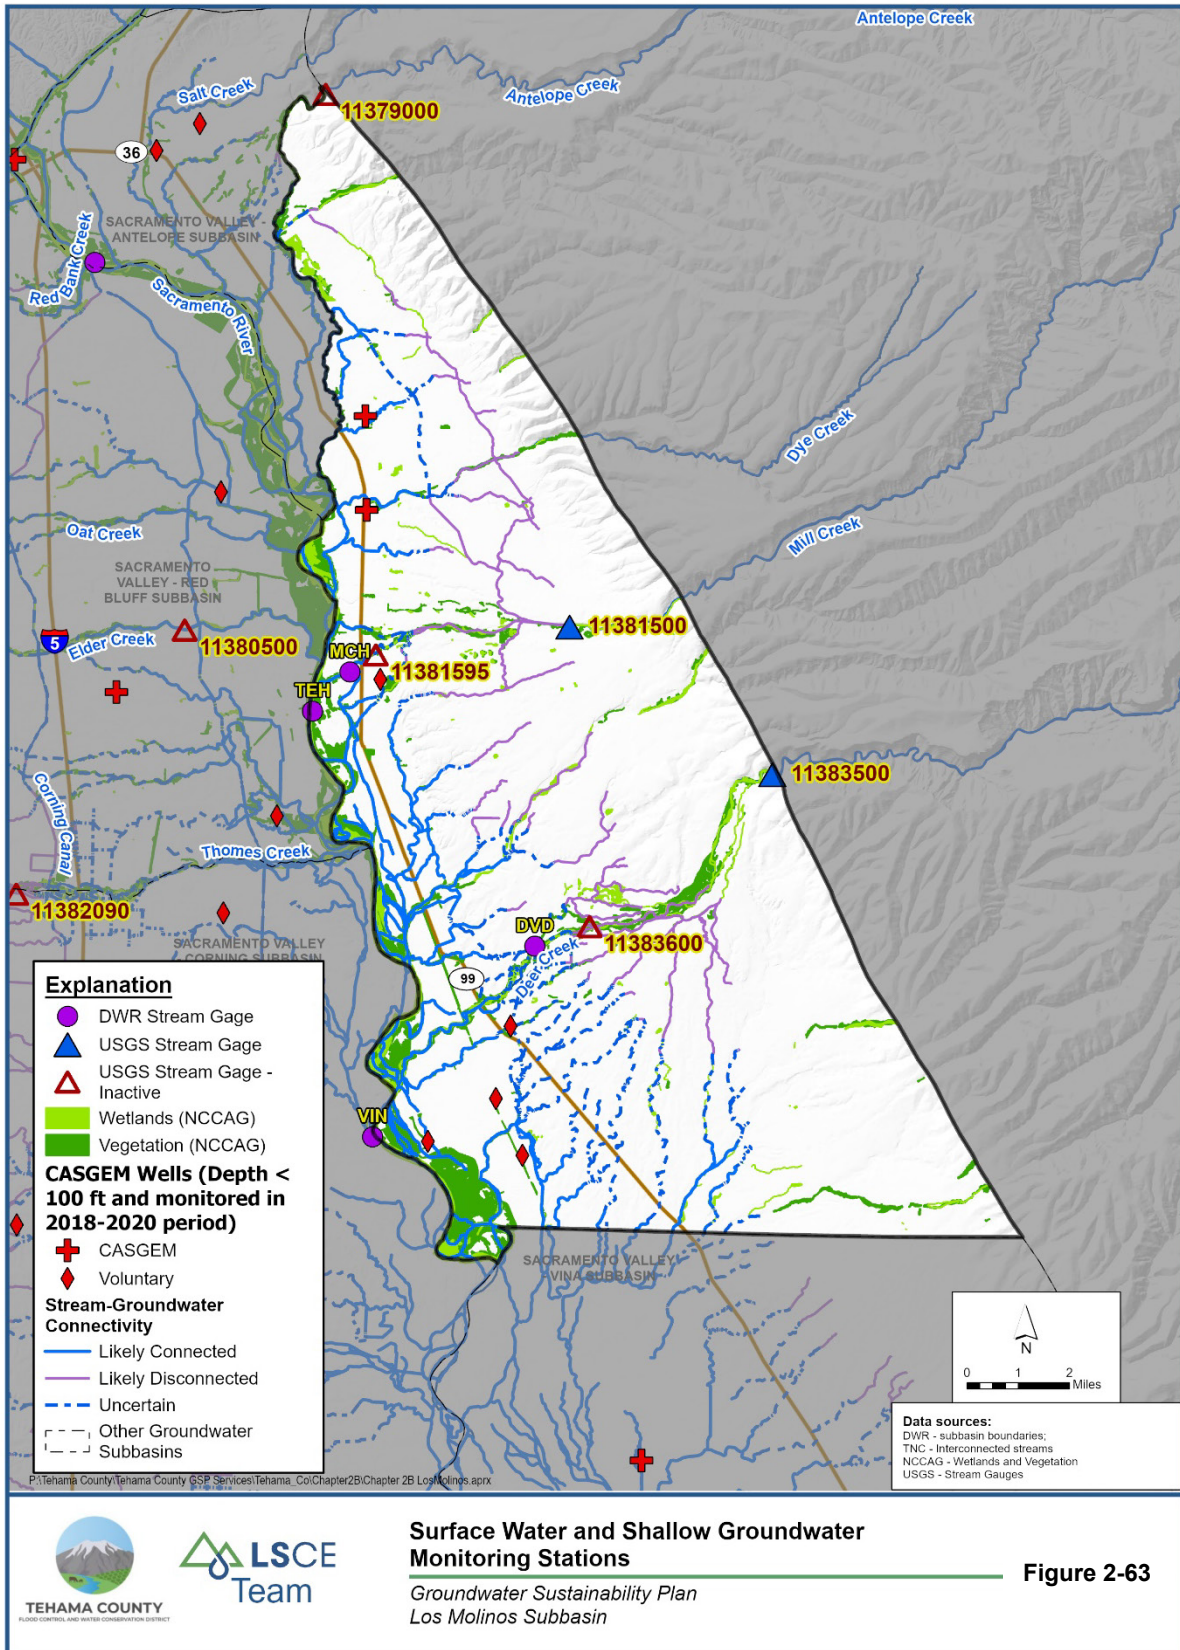 Antelope Creek
Salt Creek
Antelope Creek
11379000
36
SACRAMENTO VALLEY -
ANTELOPE SUBBASIN
Red Bank Creek
Sacramento River
Dye Creek
Mill Creek
Oat Creek
SACRAMENTO
VALLEY - RED
BLUFF SUBBASIN
11381500
5
Elder Creek
11380500
MCH
11381595
TEH
11383500
Corning Canal
Thomes Creek
11382090
DVD
11383600
SACRAMENTO VALLEY
CORNING SUBBASIN
Deer Creek
99
VIN
SACRAMENTO VALLEY
VINA SUBBASIN
Explanation
DWR Stream Gage
USGS Stream Gage
USGS Stream Gage -
Inactive
Wetlands (NCCAG)
Vegetation (NCCAG)
CASGEM Wells (Depth <
100 ft and monitored in
2018-2020 period)
CASGEM
Voluntary
Stream-Groundwater
Connectivity
Likely Connected
Likely Disconnected
Uncertain
Other Groundwater
Subbasins
N
0 1 2
Miles
Data sources:
DWR - subbasin boundaries;
TNC - Interconnected streams
NCCAG - Wetlands and Vegetation
USGS - Stream Gauges
P:\Tehama County\Tehama County GSP Services\Tehama_Co\Chapter2B\Chapter 2B LosMolinos.aprx
TEHAMA COUNTY
FLOOD CONTROL AND WATER CONSERVATION DISTRICT
LSCE
Team
Surface Water and Shallow Groundwater
Monitoring Stations
Groundwater Sustainability Plan
Los Molinos Subbasin
Figure 2-63